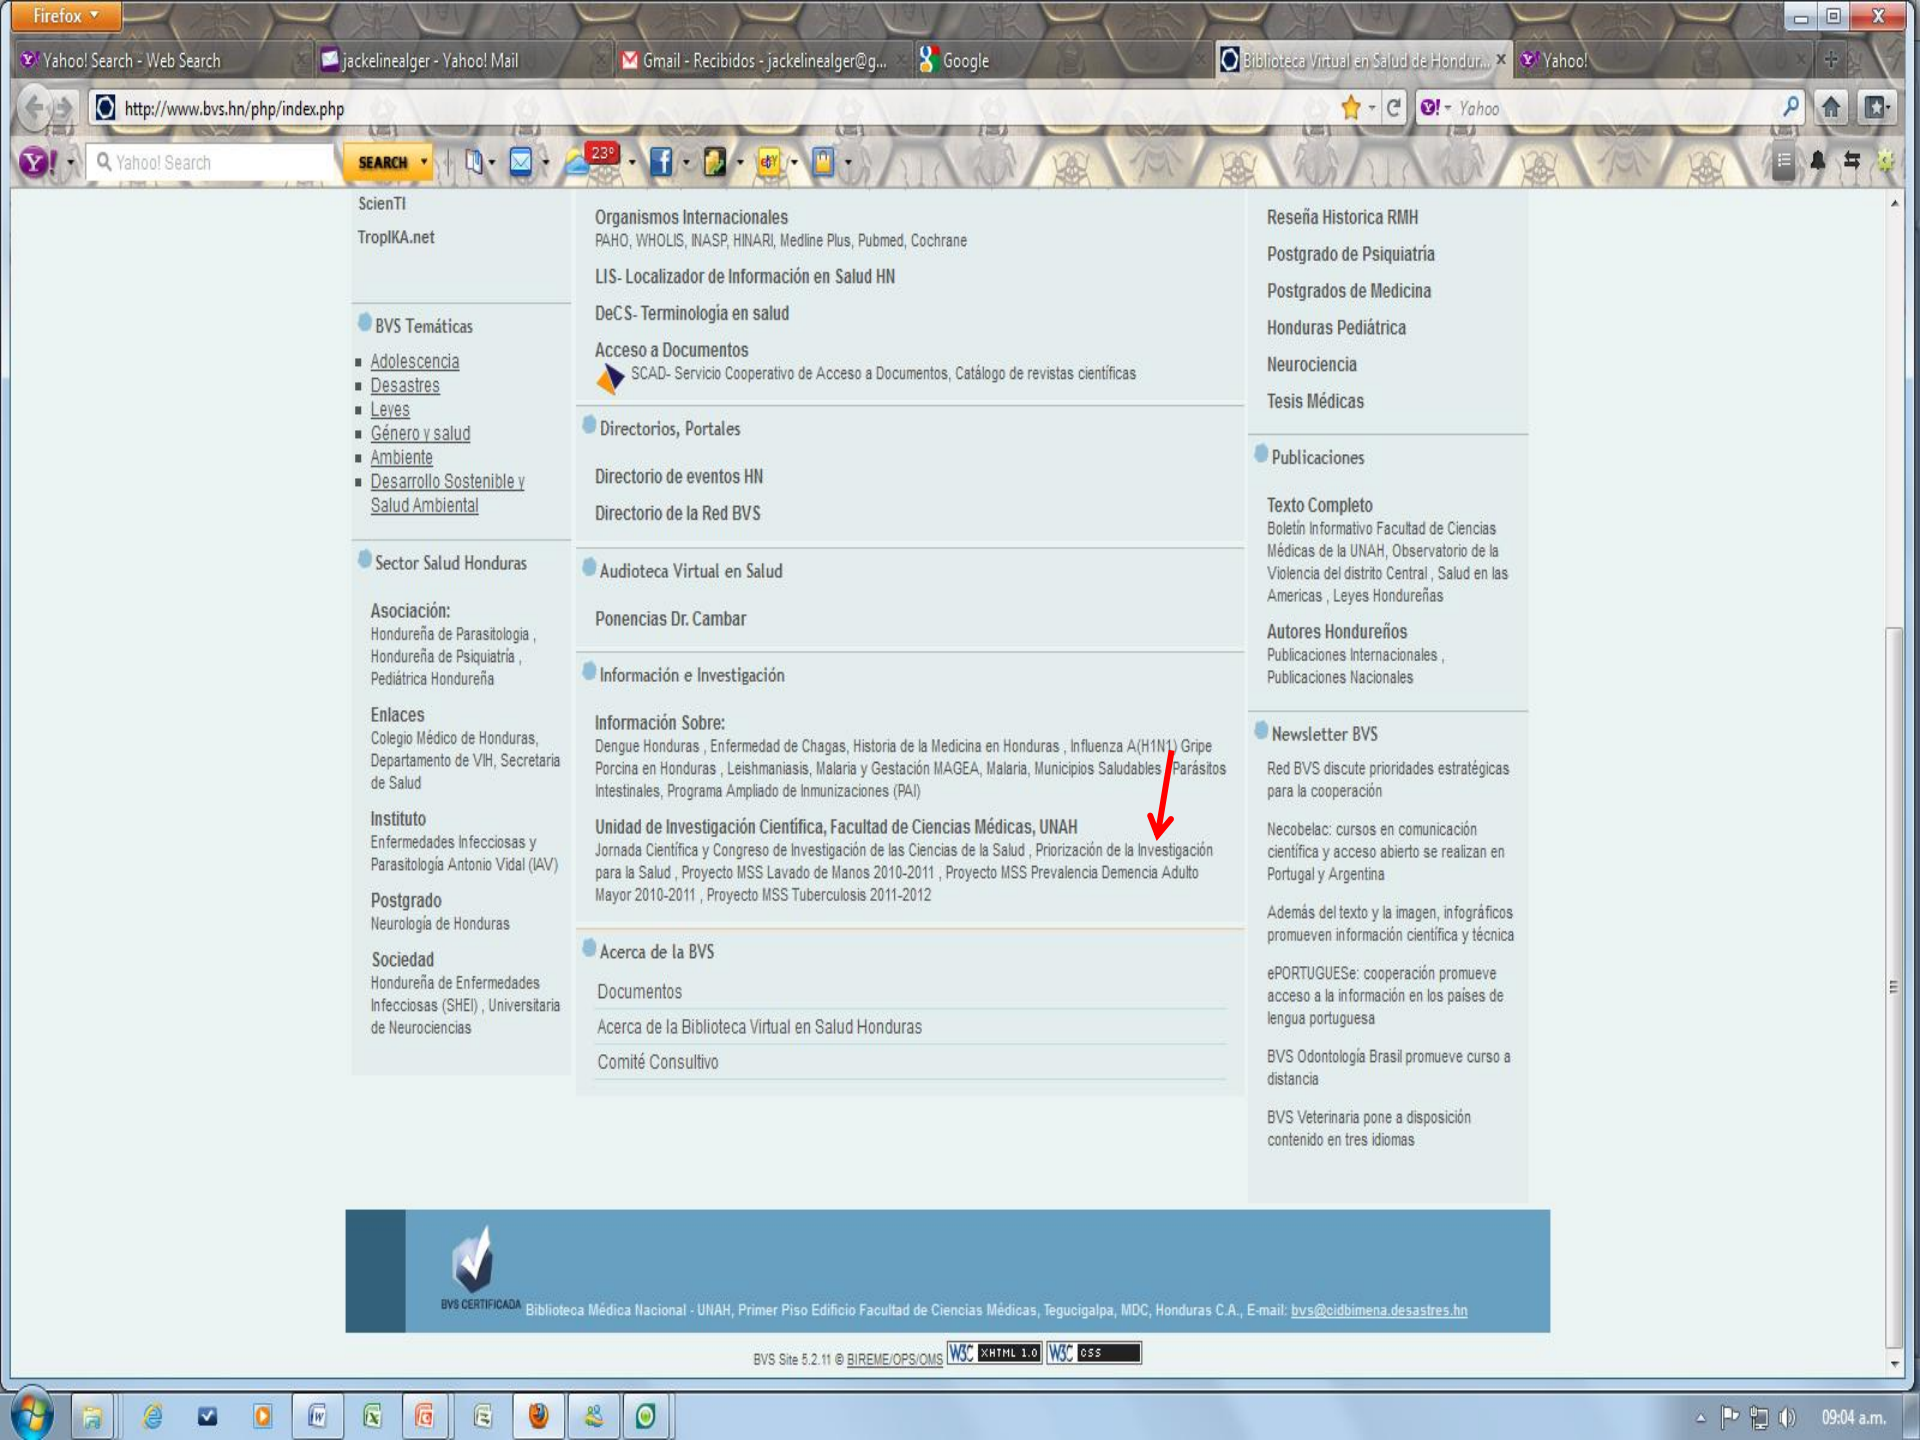 Firefox
Yahoo! Search - Web Search
jackelinealger - Yahoo! Mail
Gmail - Recibidos - jackelinealger@g...
Google
Biblioteca Virtual en Salud de Hondur...
Yahoo!
http://www.bvs.hn/php/index.php
Yahoo
Yahoo! Search
SEARCH
23°
ScienTI
TropIKA.net
BVS Temáticas
Adolescencia
Desastres
Leyes
Género y salud
Ambiente
Desarrollo Sostenible y
Salud Ambiental
Sector Salud Honduras
Asociación:
Hondureña de Parasitologia ,
Hondureña de Psiquiatría ,
Pediátrica Hondureña
Enlaces
Colegio Médico de Honduras,
Departamento de VIH, Secretaria
de Salud
Instituto
Enfermedades Infecciosas y
Parasitología Antonio Vidal (IAV)
Postgrado
Neurología de Honduras
Sociedad
Hondureña de Enfermedades
Infecciosas (SHEI) , Universitaria
de Neurociencias
Organismos Internacionales
PAHO, WHOLIS, INASP, HINARI, Medline Plus, Pubmed, Cochrane
LIS- Localizador de Información en Salud HN
DeCS- Terminología en salud
Acceso a Documentos
SCAD- Servicio Cooperativo de Acceso a Documentos, Catálogo de revistas científicas
Directorios, Portales
Directorio de eventos HN
Directorio de la Red BVS
Audioteca Virtual en Salud
Ponencias Dr. Cambar
Información e Investigación
Información Sobre:
Dengue Honduras , Enfermedad de Chagas, Historia de la Medicina en Honduras , Influenza A(H1N1) Gripe
Porcina en Honduras , Leishmaniasis, Malaria y Gestación MAGEA, Malaria, Municipios Saludables , Parásitos
Intestinales, Programa Ampliado de Inmunizaciones (PAI)
Unidad de Investigación Científica, Facultad de Ciencias Médicas, UNAH
Jornada Científica y Congreso de Investigación de las Ciencias de la Salud , Priorización de la Investigación
para la Salud , Proyecto MSS Lavado de Manos 2010-2011 , Proyecto MSS Prevalencia Demencia Adulto
Mayor 2010-2011 , Proyecto MSS Tuberculosis 2011-2012
Acerca de la BVS
Documentos
Acerca de la Biblioteca Virtual en Salud Honduras
Comité Consultivo
Reseña Historica RMH
Postgrado de Psiquiatría
Postgrados de Medicina
Honduras Pediátrica
Neurociencia
Tesis Médicas
Publicaciones
Texto Completo
Boletín Informativo Facultad de Ciencias
Médicas de la UNAH, Observatorio de la
Violencia del distrito Central , Salud en las
Americas , Leyes Hondureñas
Autores Hondureños
Publicaciones Internacionales ,
Publicaciones Nacionales
Newsletter BVS
Red BVS discute prioridades estratégicas
para la cooperación
Necobelac: cursos en comunicación
científica y acceso abierto se realizan en
Portugal y Argentina
Además del texto y la imagen, infográficos
promueven información científica y técnica
ePORTUGUESe: cooperación promueve
acceso a la información en los países de
lengua portuguesa
BVS Odontología Brasil promueve curso a
distancia
BVS Veterinaria pone a disposición
contenido en tres idiomas
BVS CERTIFICADA
Biblioteca Médica Nacional - UNAH, Primer Piso Edificio Facultad de Ciencias Médicas, Tegucigalpa, MDC, Honduras C.A., E-mail: bvs@cidbimena.desastres.hn
BVS Site 5.2.11 © BIREME/OPS/OMS W3C XHTML 1.0 W3C css
09:04 a.m.